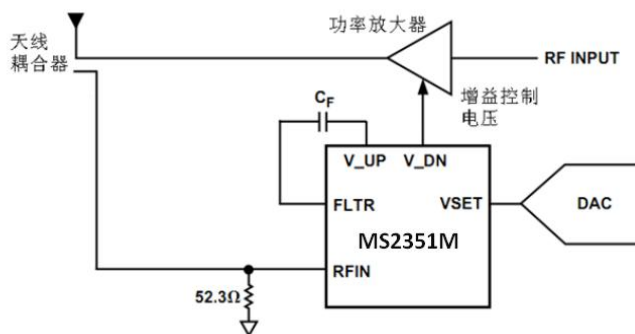 功率放大器
天线
耦合器
RF INPUT
增益控制
电压
CF
V_UP
V_DN
FLTR
VSET
DAC
MS2351M
RFIN
52.3Ω